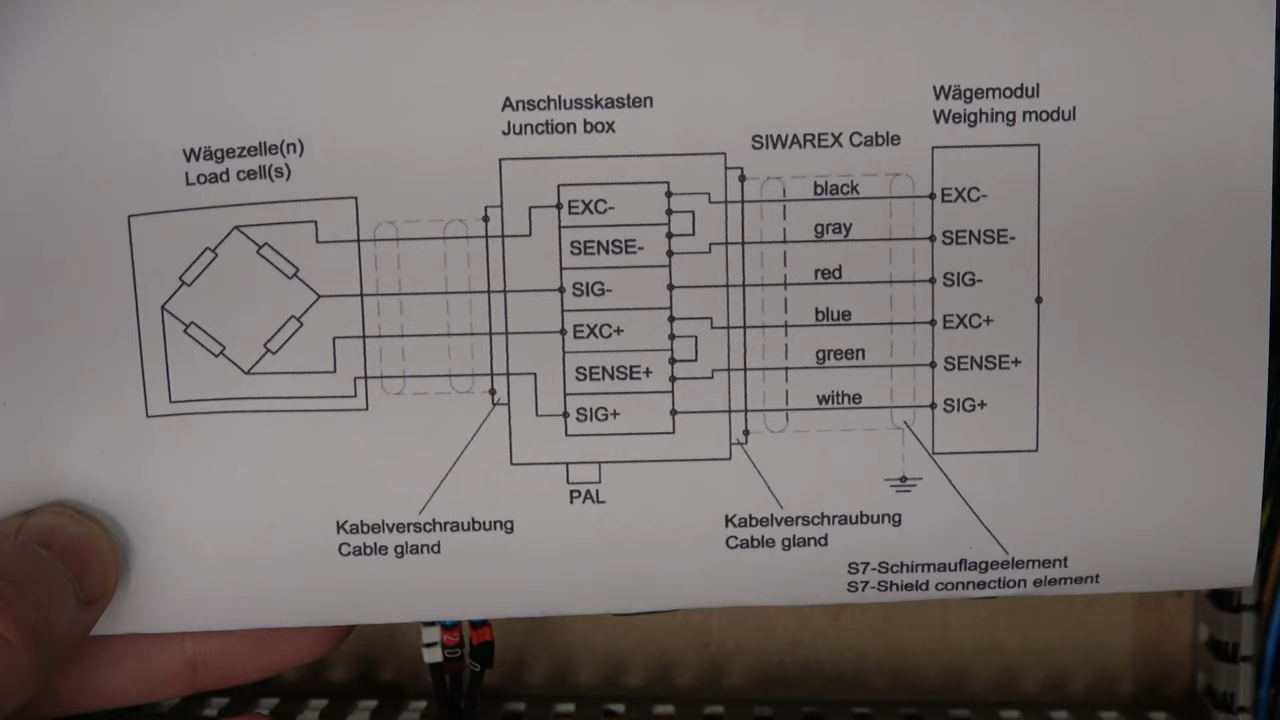 Wägezelle(n)
Load cell(s)
Anschlusskasten
Junction box
SIWAREX Cable
Wägemodul
Weighing modul
EXC-
SENSE-
SIG-
EXC+
SENSE+
SIG+
PAL
black
gray
red
blue
green
withe
EXC-
SENSE-
SIG-
EXC+
SENSE+
SIG+
Kabelverschraubung
Cable gland
Kabelverschraubung
Cable gland
S7-Schirmauflageelement
S7-Shield connection element